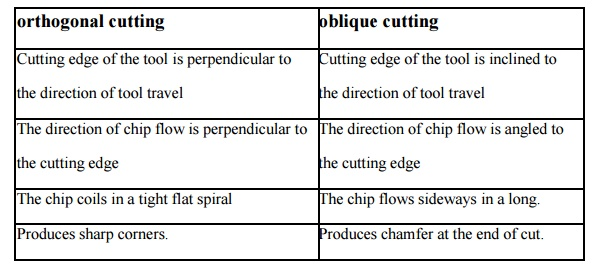 orthogonal cutting
oblique cutting
Cutting edge of the tool is perpendicular to
the direction of tool travel
Cutting edge of the tool is inclined to
the direction of tool travel
The direction of chip flow is perpendicular to
the cutting edge
The direction of chip flow is angled to
the cutting edge
The chip coils in a tight flat spiral
The chip flows sideways in a long.
Produces sharp corners.
Produces chamfer at the end of cut.